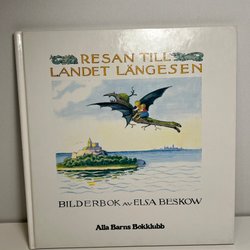 RESAN TILL
LANDET LÄNGESEN
BILDERBOK AV ELSA BESKOW
Alla Barns Bokklubb